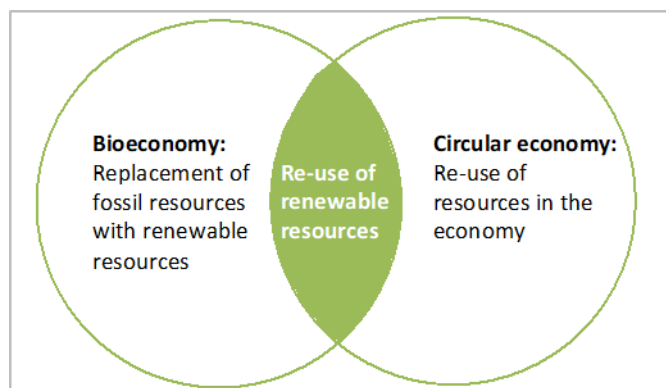 Bioeconomy:
Replacement of
fossil resources
with renewable
resources
Re-use of
renewable
resources
Circular economy:
Re-use of
resources in the
economy